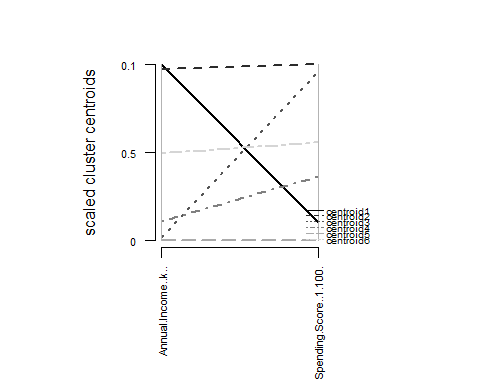 scaled cluster centroids
0.1
0.5
0
centroid1
centroid2
centroid3
centroid4
centroid5
centroid6
Annual.Income..k..
Spending.Score..1.100.